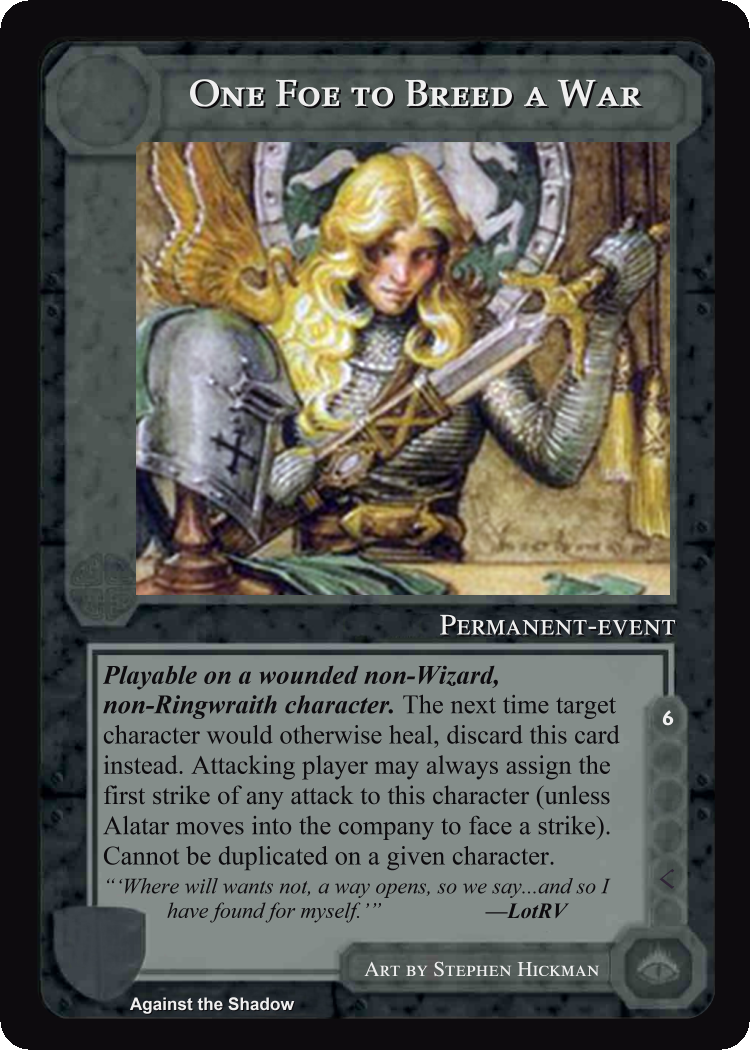 One Foe to Breed a War
Permanent-event
Playable on a wounded non-Wizard,
non-Ringwraith character. The next time target
character would otherwise heal, discard this card
instead. Attacking player may always assign the
first strike of any attack to this character (unless
Alatar moves into the company to face a strike).
Cannot be duplicated on a given character.
6
“‘Where will wants not, a way opens, so we say...and so I
have found for myself.’” —LotRV
Art by Stephen Hickman
Against the Shadow